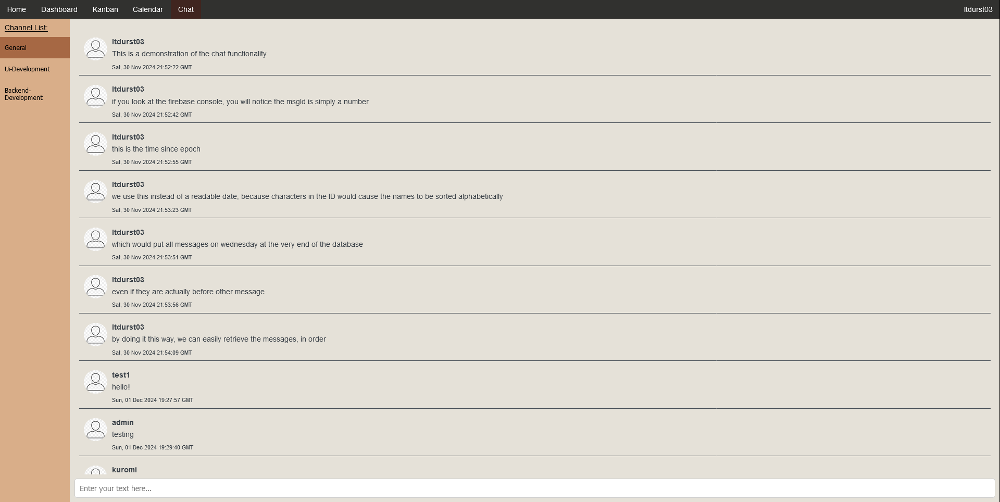 Home Dashboard Kanban Calendar Chat ltdurst03
Channel List:
General
Ui-Development
Backend-
Development
ltdurst03
This is a demonstration of the chat functionality
Sat, 30 Nov 2024 21:52:22 GMT
ltdurst03
if you look at the firebase console, you will notice the msgId is simply a number
Sat, 30 Nov 2024 21:52:42 GMT
ltdurst03
this is the time since epoch
Sat, 30 Nov 2024 21:52:55 GMT
ltdurst03
we use this instead of a readable date, because characters in the ID would cause the names to be sorted alphabetically
Sat, 30 Nov 2024 21:53:23 GMT
ltdurst03
which would put all messages on wednesday at the very end of the database
Sat, 30 Nov 2024 21:53:51 GMT
ltdurst03
even if they are actually before other message
Sat, 30 Nov 2024 21:53:56 GMT
ltdurst03
by doing it this way, we can easily retrieve the messages, in order
Sat, 30 Nov 2024 21:54:09 GMT
test1
hello!
Sun, 01 Dec 2024 19:27:57 GMT
admin
testing
Sun, 01 Dec 2024 19:29:40 GMT
kuromi
Enter your text here...